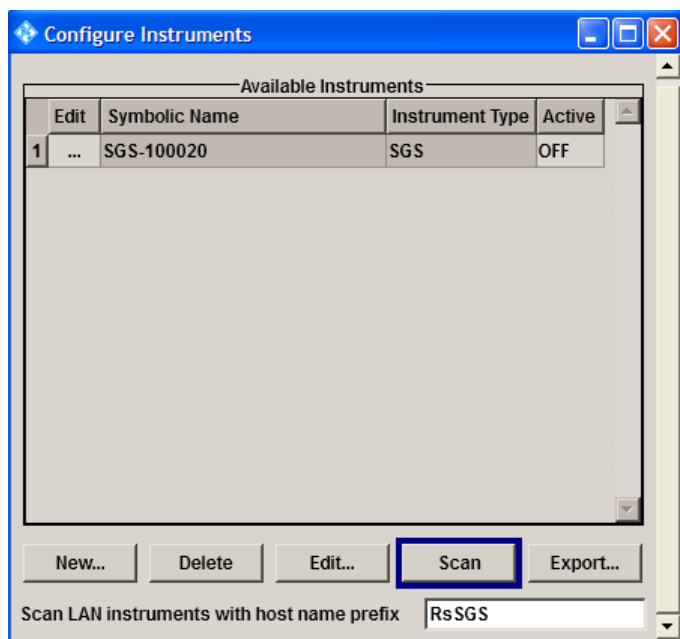 Configure Instruments
Available Instruments
Edit Symbolic Name Instrument Type Active
1 ... SGS-100020 SGS OFF
New... Delete Edit... Scan Export...
Scan LAN instruments with host name prefix RsSGS